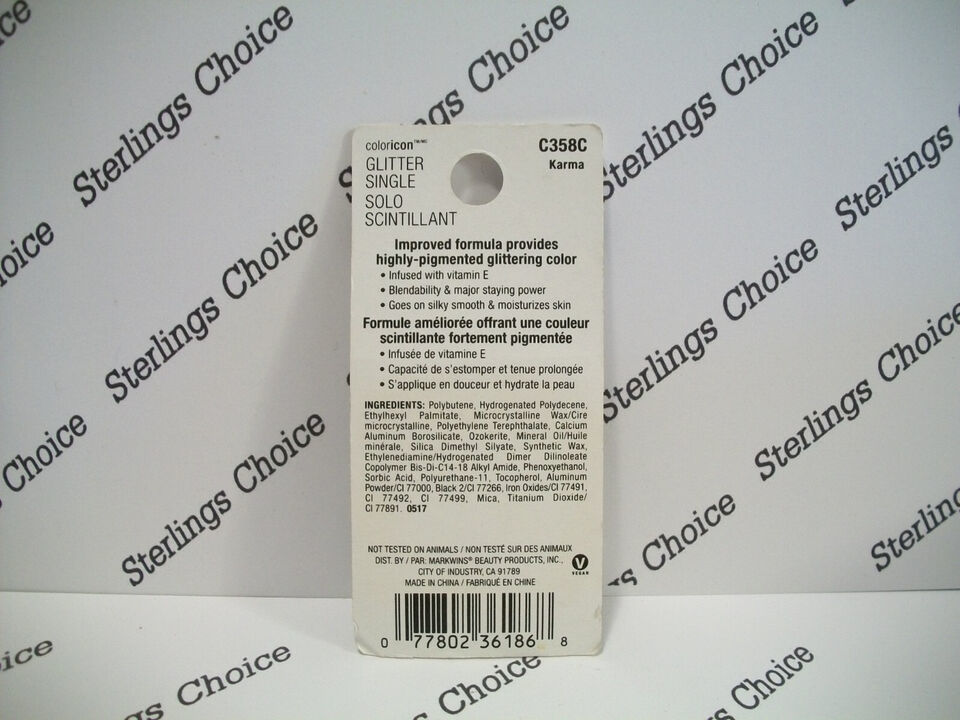 coloricon™/MC
C358C
GLITTER
Karma
SINGLE
SOLO
SCINTILLANT
Improved formula provides
highly-pigmented glittering color
• Infused with vitamin E
• Blendability & major staying power
• Goes on silky smooth & moisturizes skin
Formule améliorée offrant une couleur
scintillante fortement pigmentée
• Infusée de vitamine E
• Capacité de s'estomper et tenue prolongée
• S'applique en douceur et hydrate la peau
INGREDIENTS: Polybutene, Hydrogenated Polydecene,
Ethylhexyl Palmitate, Microcrystalline Wax/Cire
microcrystalline, Polyethylene Terephthalate, Calcium
Aluminum Borosilicate, Ozokerite, Mineral Oil/Huile
minérale, Silica Dimethyl Silyate, Synthetic Wax,
Ethylenediamine/Hydrogenated Dimer Dilinoleate
Copolymer Bis-Di-C14-18 Alkyl Amide, Phenoxyethanol,
Sorbic Acid, Polyurethane-11, Tocopherol, Aluminum
Powder/CI 77000, Black 2/CI 77266, Iron Oxides/CI 77491,
CI 77492, CI 77499, Mica, Titanium Dioxide/
CI 77891. 0517
NOT TESTED ON ANIMALS / NON TESTÉ SUR DES ANIMAUX
DIST. BY / PAR: MARKWINS® BEAUTY PRODUCTS, INC.,
CITY OF INDUSTRY, CA 91789
MADE IN CHINA / FABRIQUÉ EN CHINE
V
VEGAN
0 77802 36186 8
Sterlings Choice
Sterlings Choice
Sterlings Choice
Sterlings Choice
Sterlings Choice
Sterlings Choice
Sterlings Choice
Sterlings Choice